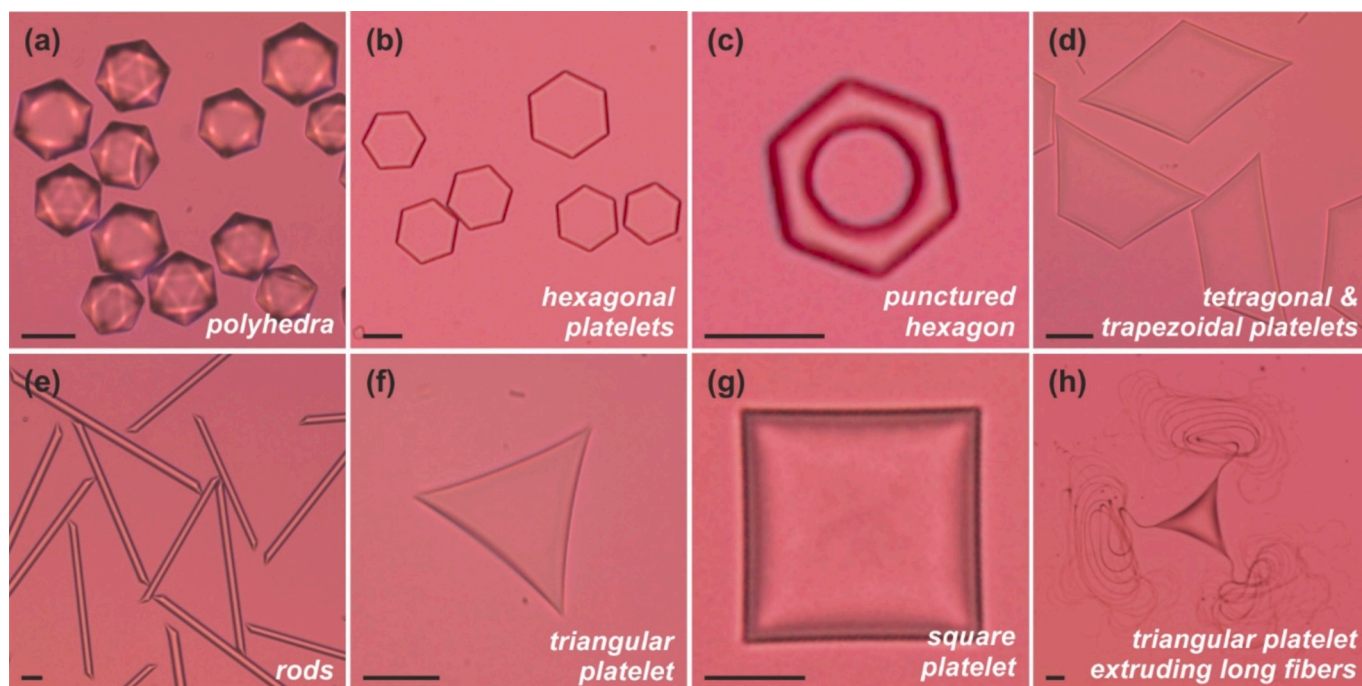 (a)
polyhedra
(b)
hexagonal
platelets
(c)
punctured
hexagon
(d)
tetragonal &
trapezoidal platelets
(e)
rods
(f)
triangular
platelet
(g)
square
platelet
(h)
triangular platelet
extruding long fibers